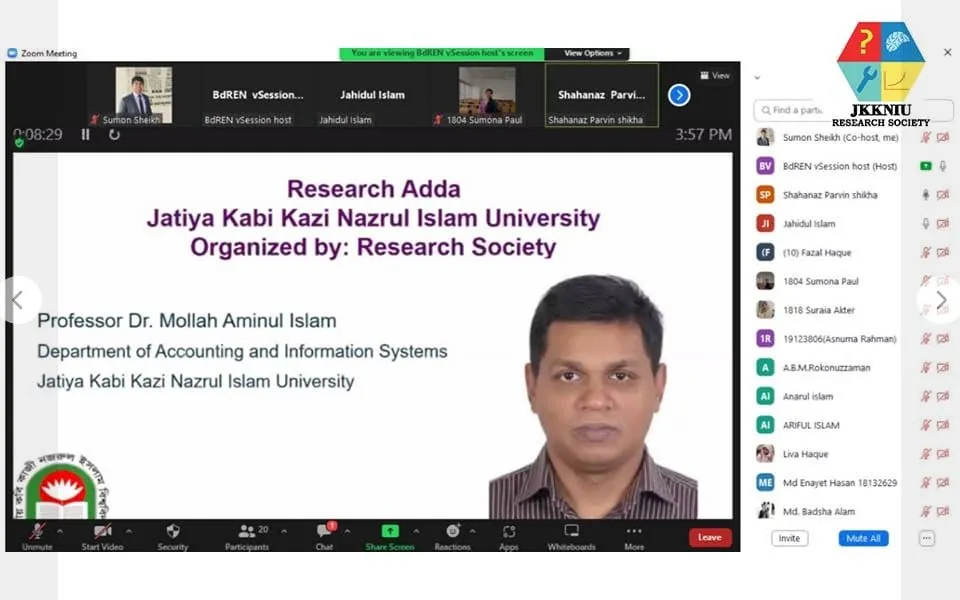 Zoom Meeting
You are viewing BdREN vSession host's screen
View Options
JKKNIU
RESEARCH SOCIETY
View
Sumon Sheikh
BdREN vSession...
BdREN vSession host
Jahidul Islam
Jahidul Islam
1804 Sumona Paul
Shahanaz Parvi...
Shahanaz Parvin shikha
0:08:29
3:57 PM
Research Adda
Jatiya Kabi Kazi Nazrul Islam University
Organized by: Research Society
Professor Dr. Mollah Aminul Islam
Department of Accounting and Information Systems
Jatiya Kabi Kazi Nazrul Islam University
কবি কাজী নজরুল ইসলাম
Unmute
Start Video
Security
Participants
20
Chat
1
Share Screen
Reactions
Apps
Whiteboards
More
Leave
Find a
Sumon Sheikh (Co-host, me)
BV
BdREN vSession host (Host)
SP
Shahanaz Parvin shikha
JI
Jahidul Islam
(F
(10) Fazal Haque
1804 Sumona Paul
1818 Suraia Akter
1R
19123806(Asnuma Rahman)
A
A.B.M.Rokonuzzaman
AI
Anarul islam
AI
ARIFUL ISLAM
Liva Haque
ME
Md Enayet Hasan 18132629
Md. Badsha Alam
Invite
Mute All